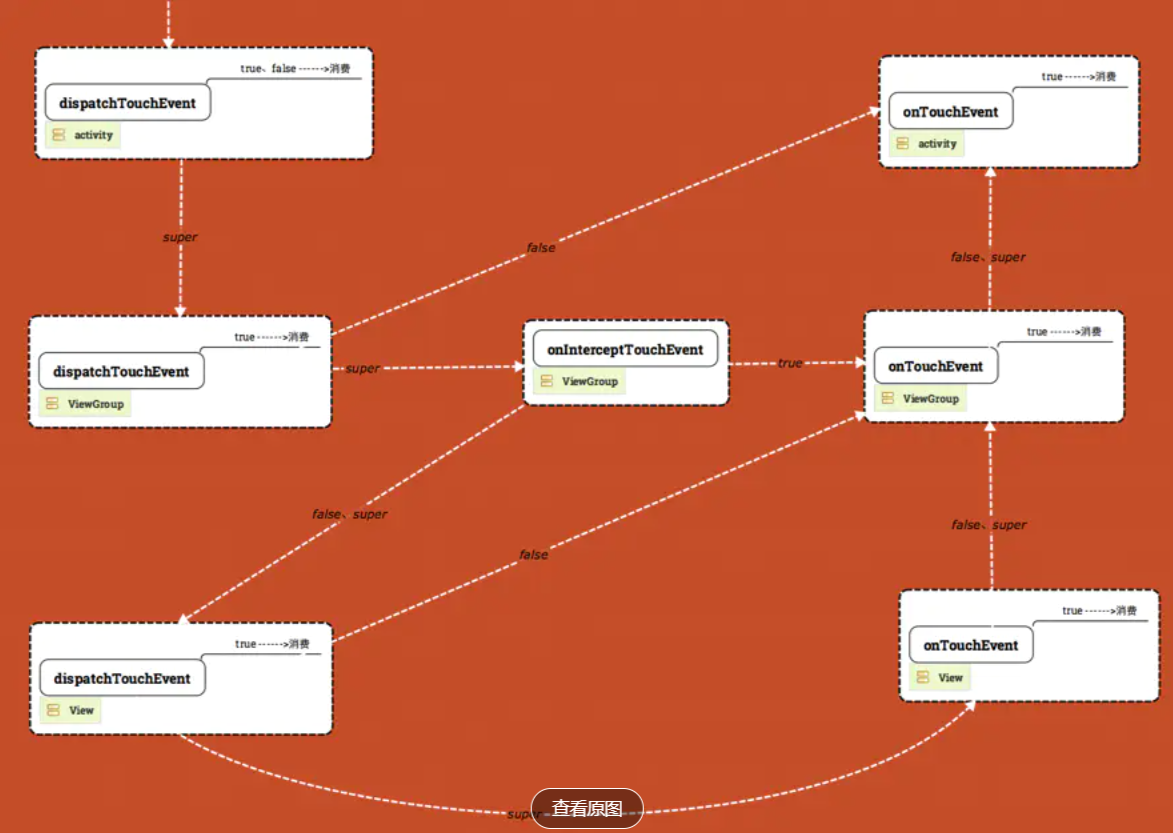 true、false ------>消费
dispatchTouchEvent
activity
true ------>消费
onTouchEvent
activity
super
false
false、super
true ------>消费
dispatchTouchEvent
ViewGroup
super
onInterceptTouchEvent
ViewGroup
true
true ------>消费
onTouchEvent
ViewGroup
false、super
false
false、super
true ------>消费
dispatchTouchEvent
View
true ------>消费
onTouchEvent
View
super
查看原图